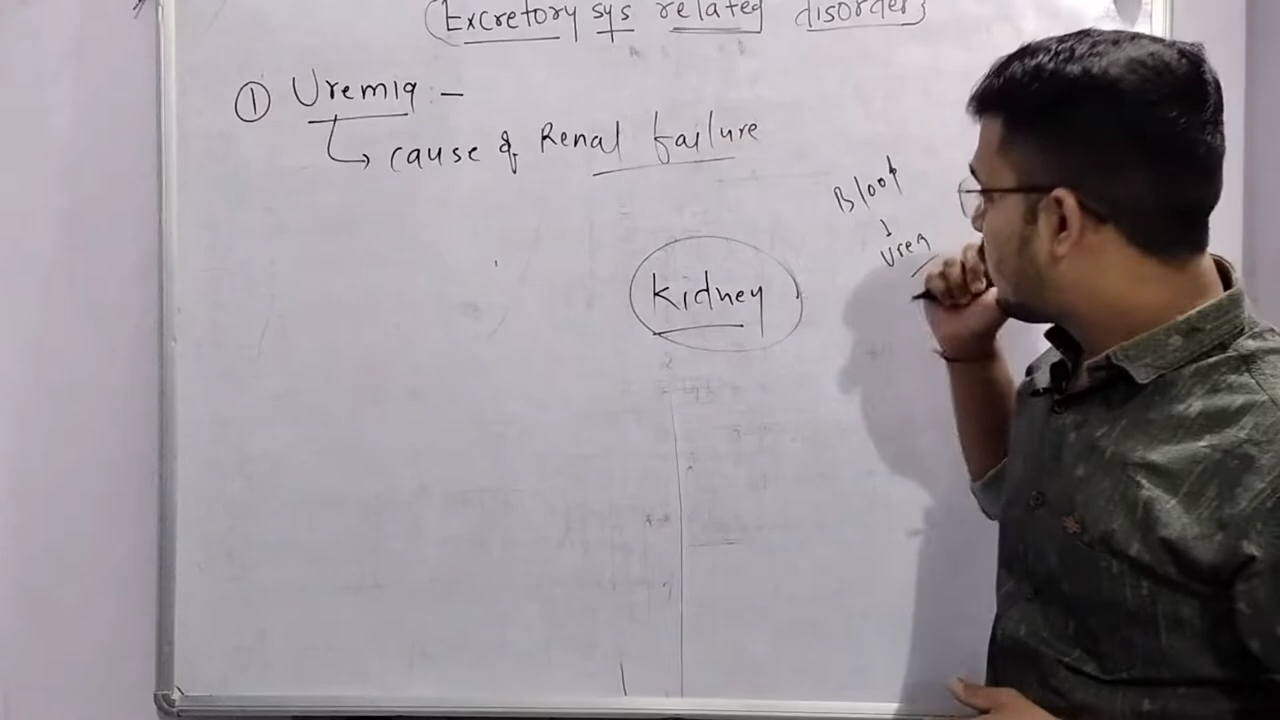 Excretory sys related disorders
① Uremia :-
↳ cause of Renal failure
Blood
↓
Urea
Kidney